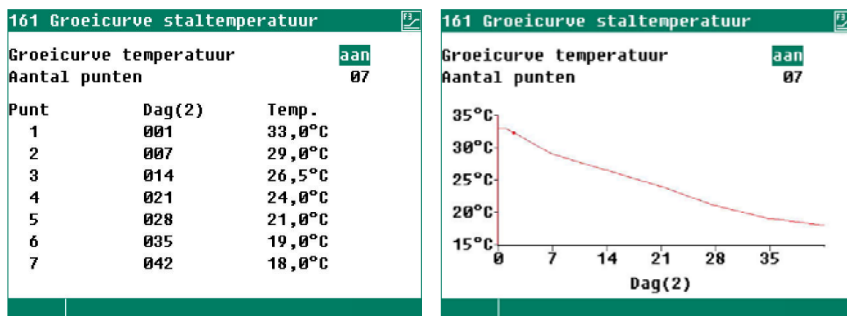 161 Groeicurve staltemperatuur F3
Groeicurve temperatuur aan
Aantal punten 07
Punt Dag(2) Temp.
1 001 33,0°C
2 007 29,0°C
3 014 26,5°C
4 021 24,0°C
5 028 21,0°C
6 035 19,0°C
7 042 18,0°C
161 Groeicurve staltemperatuur F3
Groeicurve temperatuur aan
Aantal punten 07
35°C
30°C
25°C
20°C
15°C
0 7 14 21 28 35
Dag(2)